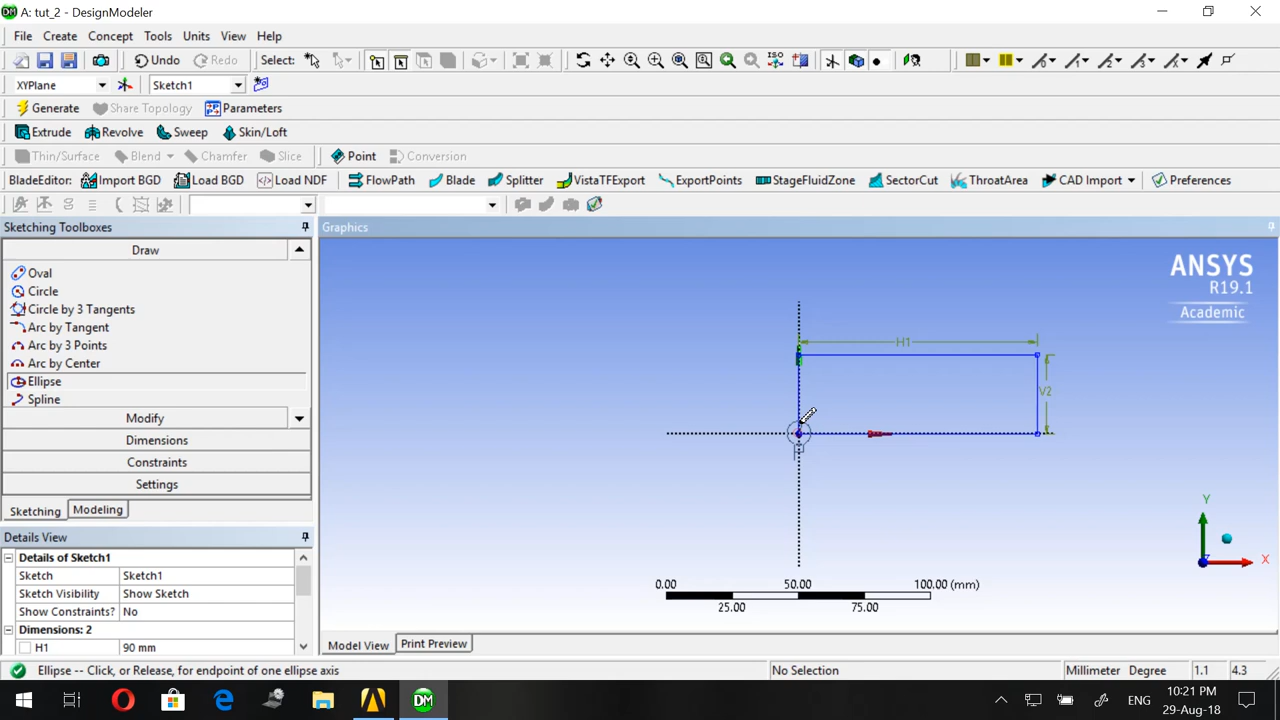 A: tut_2 - DesignModeler
File Create Concept Tools Units View Help
Undo Redo Select: ISO
XYPlane Sketch1
Generate Share Topology Parameters
Extrude Revolve Sweep Skin/Loft
Thin/Surface Blend Chamfer Slice Point Conversion
BladeEditor: Import BGD Load BGD Load NDF FlowPath Blade Splitter VistaTFExport ExportPoints StageFluidZone SectorCut ThroatArea CAD Import Preferences
Sketching Toolboxes
Draw
Oval
Circle
Circle by 3 Tangents
Arc by Tangent
Arc by 3 Points
Arc by Center
Ellipse
Spline
Modify
Dimensions
Constraints
Settings
Sketching Modeling
Details View
Details of Sketch1
Sketch Sketch1
Sketch Visibility Show Sketch
Show Constraints? No
Dimensions: 2
H1 90 mm
Graphics
ANSYS
R19.1
Academic
H1
V2
P
Y
X
0.00 50.00 100.00 (mm)
25.00 75.00
Model View Print Preview
Ellipse -- Click, or Release, for endpoint of one ellipse axis No Selection Millimeter Degree 1.1 4.3
DM ENG 10:21 PM
29-Aug-18